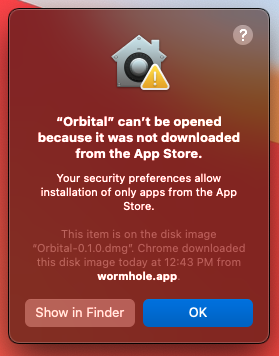 ?
“Orbital” can’t be opened
because it was not downloaded
from the App Store.
Your security preferences allow
installation of only apps from the App
Store.
This item is on the disk image
“Orbital-0.1.0.dmg”. Chrome downloaded
this disk image today at 12:43 PM from
wormhole.app.
Show in Finder
OK